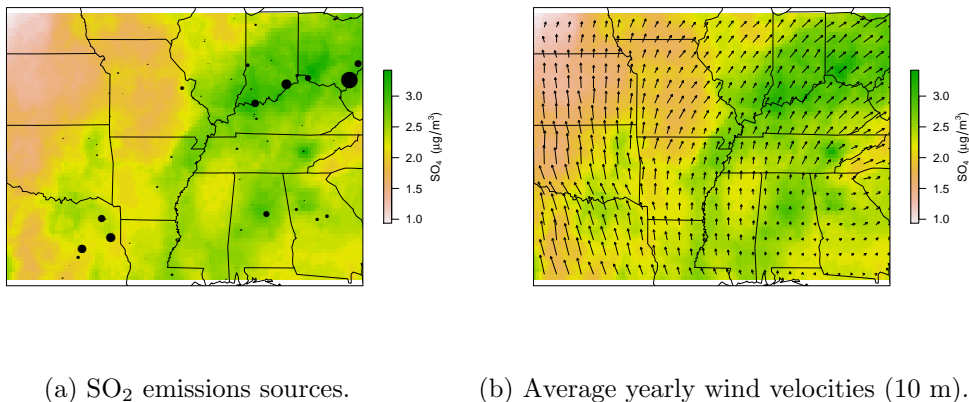 3.0
2.5
2.0
1.5
1.0
SO₄ (μg/m³)
3.0
2.5
2.0
1.5
1.0
SO₄ (μg/m³)
(a) SO₂ emissions sources.
(b) Average yearly wind velocities (10 m).